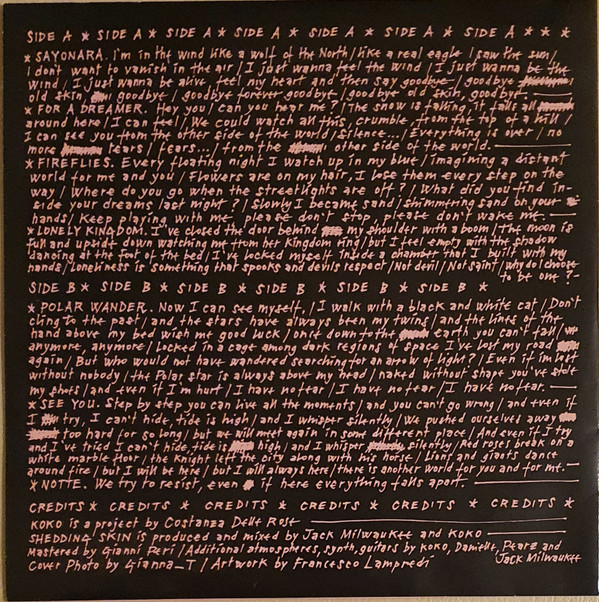 SIDE A ★ SIDE A ★ SIDE A ★ SIDE A ★ SIDE A ★ SIDE A ★ ★ ★
★ SAYONARA. I'm in the wind like a wolf of the North / like a real eagle I saw the sun /
I don't want to vanish in the air / I just wanna feel the wind / I just wanna be the
wind / I just wanna be alive feel my heart and then say goodbye / goodbye
old skin, goodbye, goodbye forever goodbye / goodbye old skin, goodbye
★ FOR A DREAMER. Hey you / can you hear me? / The snow is falling, it falls all
around here / I can feel / We could watch all this, crumble, from the top of a hill /
I can see you from the other side of the world / Silence... / Everything is over / no
more tears / fears... / from the other side of the world.
★ FIREFLIES. Every floating night I watch up in my blue / imagining a distant
world for me and you / Flowers are on my hair, I lose them every step on the
way / Where do you go when the streetlights are off? / What did you find in-
side your dreams last night? / Slowly I became sand / shimmering sand on your
hands / Keep playing with me, please don't stop, please don't wake me.
★ LONELY KINGDOM. I've closed the door behind my shoulder with a boom / The moon is
full and upside down watching me from her Kingdom ring / but I feel empty with the shadow
dancing at the foot of the bed / I've locked myself inside a chamber that I built with my
hands / Loneliness is something that spooks and devils respect / Not devil / Not saint / why do I choose
to be one?
SIDE B ★ SIDE B ★ SIDE B ★ SIDE B ★ SIDE B ★
★ POLAR WANDER. Now I can see myself, / I walk with a black and white cat / Don't
cling to the past / and the stars have always been my twins / and the lines of the
hand above my bed wish me good luck / once down to the earth you can't fall /
anymore, anymore / Locked in a cage among dark regions of space I've lost my road
again / But who would not have wandered searching for an area of light? / Even if im lost
without nobody / the Polar star is always above my head / naked without shape you've stole
my shots / and even if I'm hurt / I have no fear / I have no fear / I have no fear.
★ SEE YOU. Step by step you can live all the moments / and you can't go wrong / and even if
I try, I can't hide, tide is high / and I whisper silently / We pushed ourselves away
too hard for so long / but we will meet again in some different place / And even if I try
and I've tried I can't hide, tide is high / and I whisper silently / Red roses break on a
white marble floor / the knight left the city along with his horse / Lions and giants dance
around fire / but I will be here / but I will always here / there is another world for you and for me.
★ NOTTE. We try to resist, even if here everything falls apart.
CREDITS ★ CREDITS ★ CREDITS ★ CREDITS ★ CREDITS ★ CREDITS ★
KOKO is a project by Costanza Delle Rose
SHEDDING SKIN is produced and mixed by Jack Milwaukee and KOKO
Mastered by Gianni Peri / Additional atmospheres, synth, guitars by KOKO, Danielle, Pearz and
Jack Milwaukee
Cover Photo by Gianna_T / Artwork by Francesco Lampredi